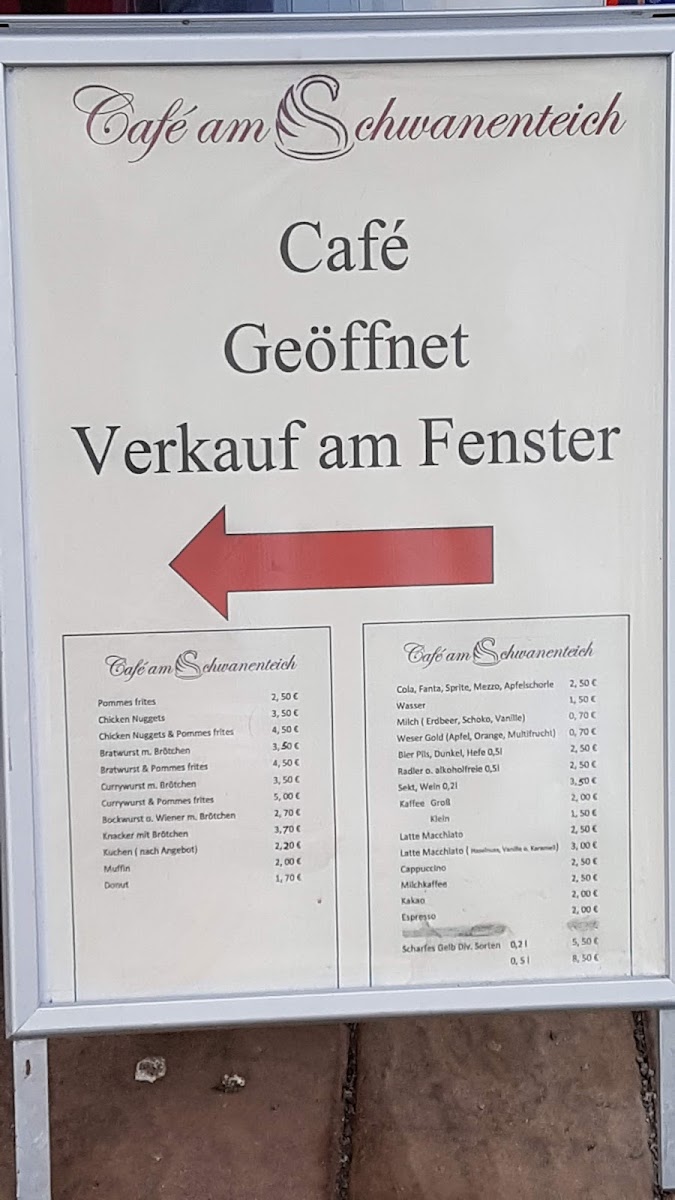 Café am Schwanenteich
Café
Geöffnet
Verkauf am Fenster
Café am Schwanenteich
Pommes frites 2, 50 €
Chicken Nuggets 3, 50 €
Chicken Nuggets & Pommes frites 4, 50 €
Bratwurst m. Brötchen 3, 50 €
Bratwurst & Pommes frites 4, 50 €
Currywurst m. Brötchen 3, 50 €
Currywurst & Pommes frites 5, 00 €
Bockwurst o. Wiener m. Brötchen 2, 70 €
Knacker mit Brötchen 3, 70 €
Kuchen ( nach Angebot) 2, 20 €
Muffin 2, 00 €
Donut 1, 70 €
Café am Schwanenteich
Cola, Fanta, Sprite, Mezzo, Apfelschorle 2, 50 €
Wasser 1, 50 €
Milch ( Erdbeer, Schoko, Vanille) 0, 70 €
Weser Gold (Apfel, Orange, Multifrucht) 0, 70 €
Bier Pils, Dunkel, Hefe 0,5l 2, 50 €
Radler o. alkoholfreie 0,5l 2, 50 €
Sekt, Wein 0,2l 3, 50 €
Kaffee Groß 2, 00 €
Klein 1, 50 €
Latte Macchiato 2, 50 €
Latte Macchiato ( Haselnuss, Vanille o. Karamell) 3, 00 €
Cappuccino 2, 50 €
Milchkaffee 2, 50 €
Kakao 2, 00 €
Espresso 2, 00 €
Scharfes Gelb Div. Sorten 0,2 l 5, 50 €
0, 5 l 8, 50 €